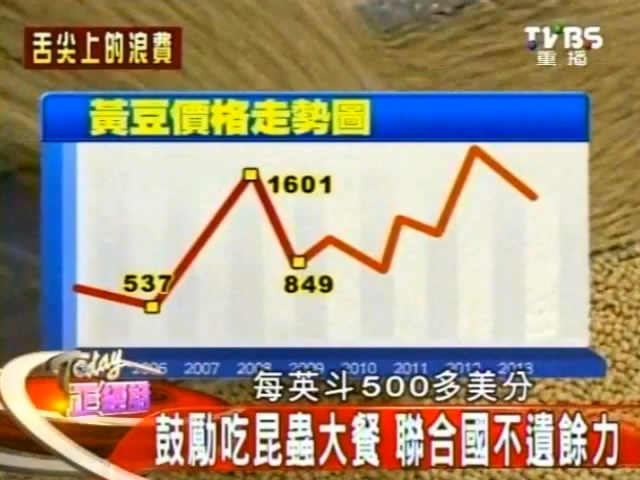 舌尖上的浪費
TVBS
重播
黃豆價格走勢圖
1601
537
849
2006 2007 2008 2009 2010 2011 2012 2013
Today
正經話
每英斗500多美分
鼓勵吃昆蟲大餐 聯合國不遺餘力